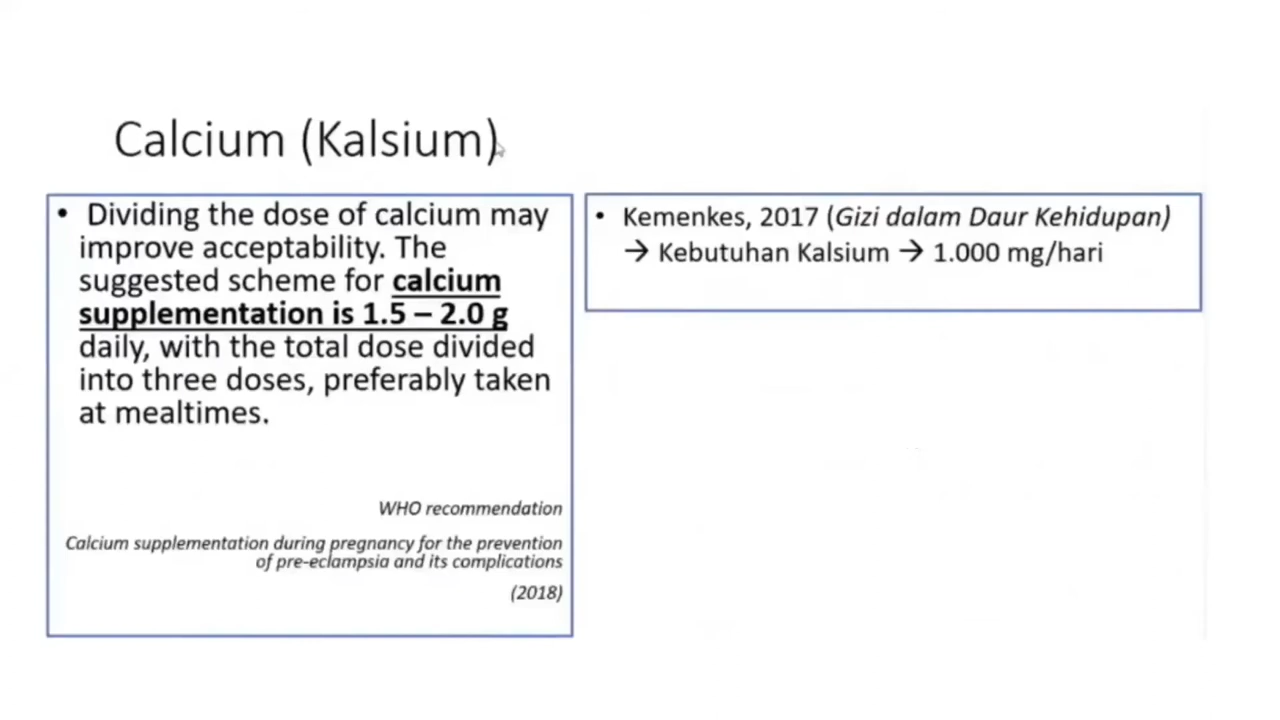 Calcium (Kalsium)
• Dividing the dose of calcium may
improve acceptability. The
suggested scheme for calcium
supplementation is 1.5 – 2.0 g
daily, with the total dose divided
into three doses, preferably taken
at mealtimes.
WHO recommendation
Calcium supplementation during pregnancy for the prevention
of pre-eclampsia and its complications
(2018)
• Kemenkes, 2017 (Gizi dalam Daur Kehidupan)
→ Kebutuhan Kalsium → 1.000 mg/hari